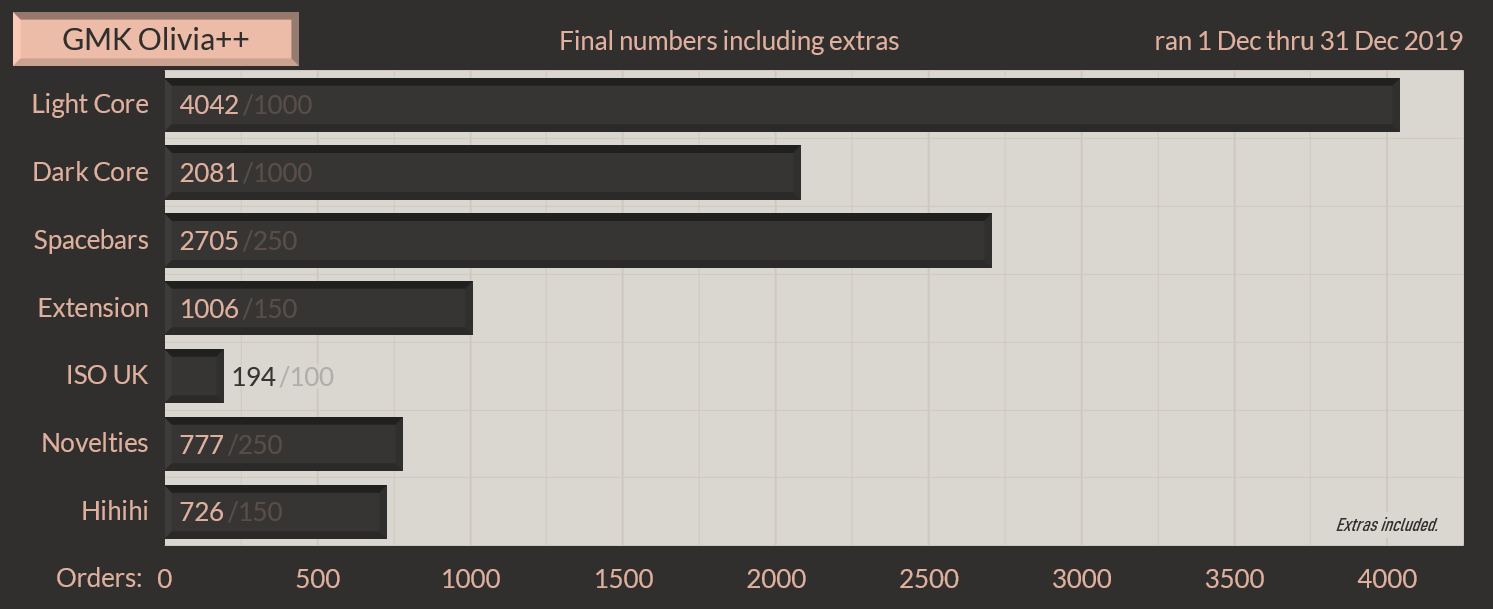 GMK Olivia++ Final numbers including extras ran 1 Dec thru 31 Dec 2019
Light Core 4042 /1000
Dark Core 2081 /1000
Spacebars 2705 /250
Extension 1006 /150
ISO UK 194 /100
Novelties 777 /250
Hihihi 726 /150
Extras included.
Orders: 0 500 1000 1500 2000 2500 3000 3500 4000